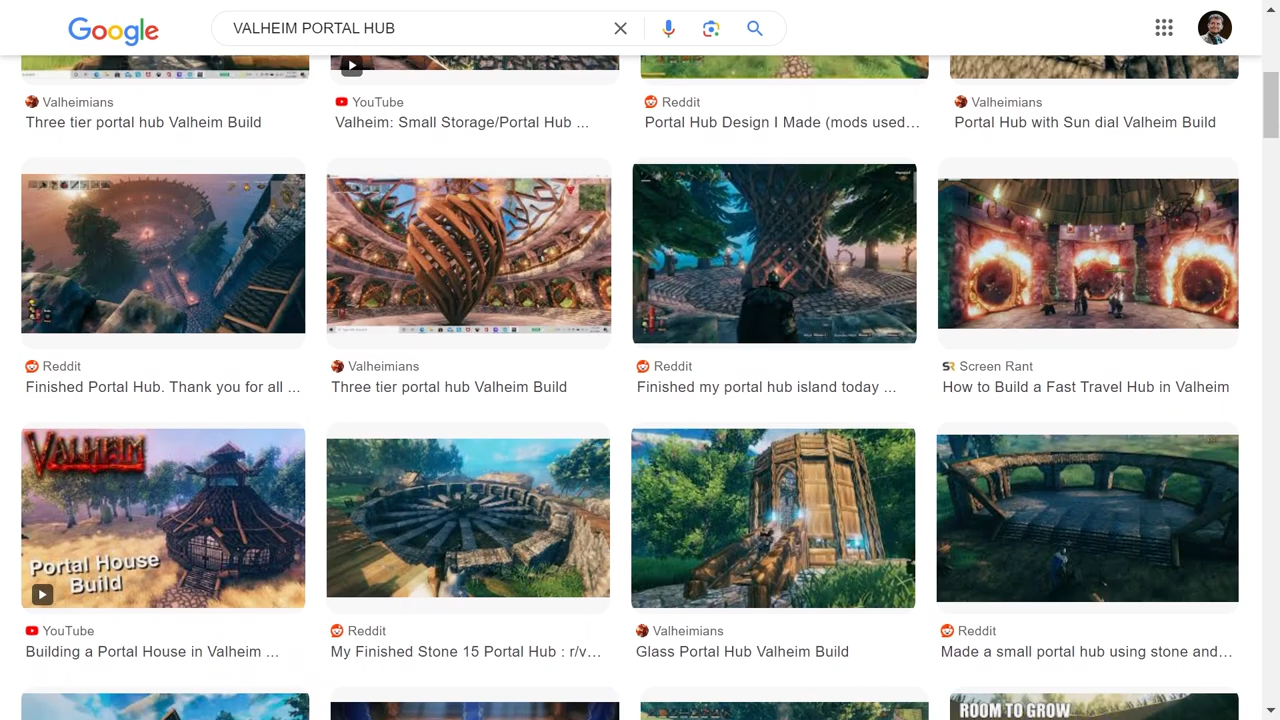 Google
VALHEIM PORTAL HUB
Valheimians
YouTube
Reddit
Valheimians
Three tier portal hub Valheim Build
Valheim: Small Storage/Portal Hub ...
Portal Hub Design I Made (mods used...
Portal Hub with Sun dial Valheim Build
Reddit
Valheimians
Reddit
SR Screen Rant
Finished Portal Hub. Thank you for all ...
Three tier portal hub Valheim Build
Finished my portal hub island today ...
How to Build a Fast Travel Hub in Valheim
VALHEIM
Portal House
Build
YouTube
Reddit
Valheimians
Reddit
Building a Portal House in Valheim ...
My Finished Stone 15 Portal Hub : r/v...
Glass Portal Hub Valheim Build
Made a small portal hub using stone and...
ROOM TO GROW